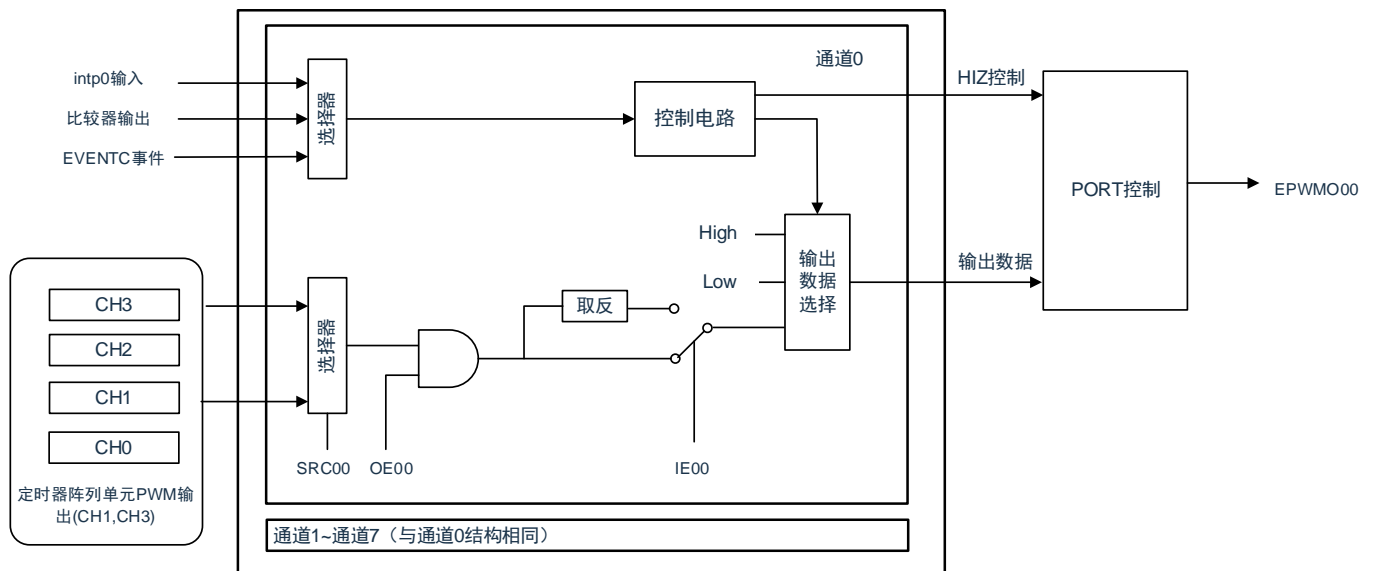 通道0
intp0输入
比较器输出
EVENTC事件
选择器
控制电路
HIZ控制
PORT控制
EPWMO00
High
Low
输出
数据
选择
输出数据
CH3
CH2
CH1
CH0
定时器阵列单元PWM输
出(CH1,CH3)
选择器
取反
SRC00
OE00
IE00
通道1~通道7（与通道0结构相同）